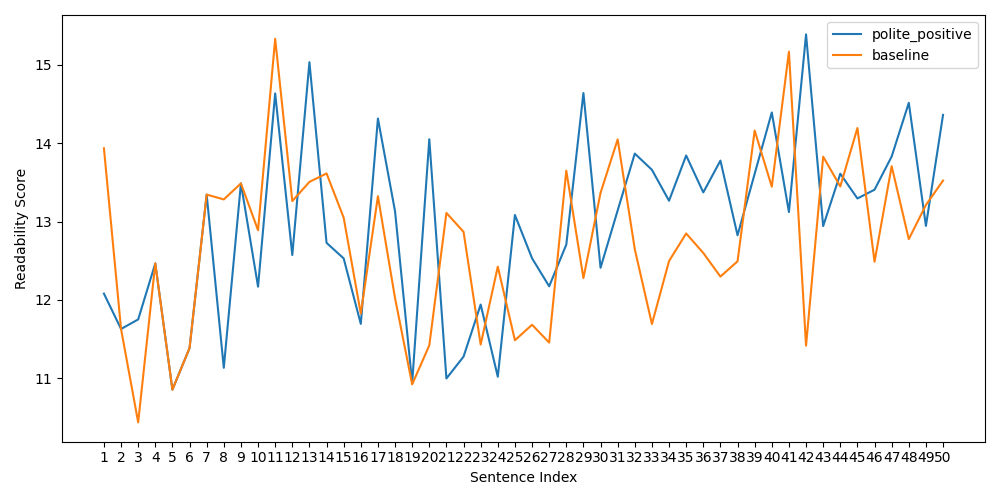 polite_positive
baseline
15
14
13
12
11
Readability Score
1 2 3 4 5 6 7 8 9 10 11 12 13 14 15 16 17 18 19 20 21 22 23 24 25 26 27 28 29 30 31 32 33 34 35 36 37 38 39 40 41 42 43 44 45 46 47 48 49 50
Sentence Index